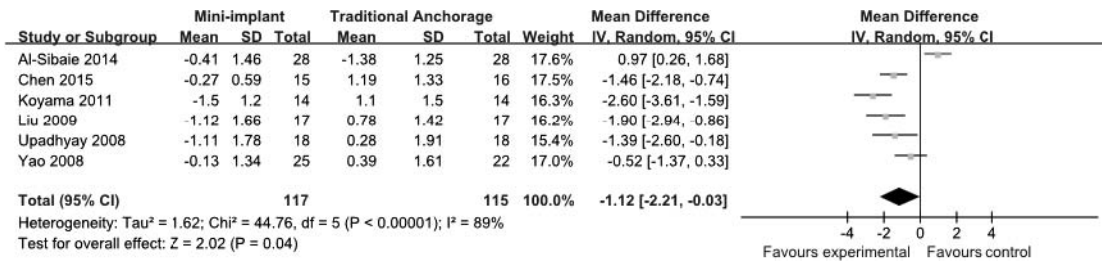 Mini-implant Traditional Anchorage Mean Difference Mean Difference
Study or Subgroup Mean SD Total Mean SD Total Weight IV, Random, 95% CI IV, Random, 95% CI
Al-Sibaie 2014 -0.41 1.46 28 -1.38 1.25 28 17.6% 0.97 [0.26, 1.68]
Chen 2015 -0.27 0.59 15 1.19 1.33 16 17.6% -1.46 [-2.18, -0.74]
Koyama 2011 -1.5 1.2 14 1.1 1.5 14 16.3% -2.60 [-3.61, -1.59]
Liu 2009 -1.12 1.66 17 0.78 1.42 17 16.2% -1.90 [-2.94, -0.86]
Upadhyay 2008 -1.11 1.78 18 0.28 1.91 18 15.4% -1.39 [-2.60, -0.18]
Yao 2008 -0.13 1.34 25 0.39 1.61 22 17.0% -0.52 [-1.37, 0.33]
Total (95% CI) 117 115 100.0% -1.12 [-2.21, -0.03]
Heterogeneity: Tau² = 1.62; Chi² = 44.76, df = 5 (P < 0.00001); I² = 89%
Test for overall effect: Z = 2.02 (P = 0.04)
-4 -2 0 2 4
Favours experimental Favours control